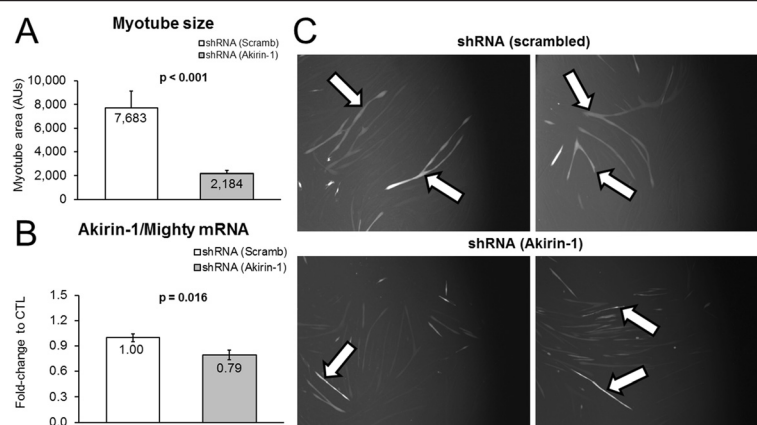 A
Myotube size
shRNA (Scramb)
shRNA (Akirin-1)
p < 0.001
Myotube area (AUs)
10,000
8,000
6,000
4,000
2,000
0
7,683
2,184
B
Akirin-1/Mighty mRNA
shRNA (Scramb)
shRNA (Akirin-1)
p = 0.016
Fold-change to CTL
1.5
1.2
0.9
0.6
0.3
0.0
1.00
0.79
C
shRNA (scrambled)
shRNA (Akirin-1)